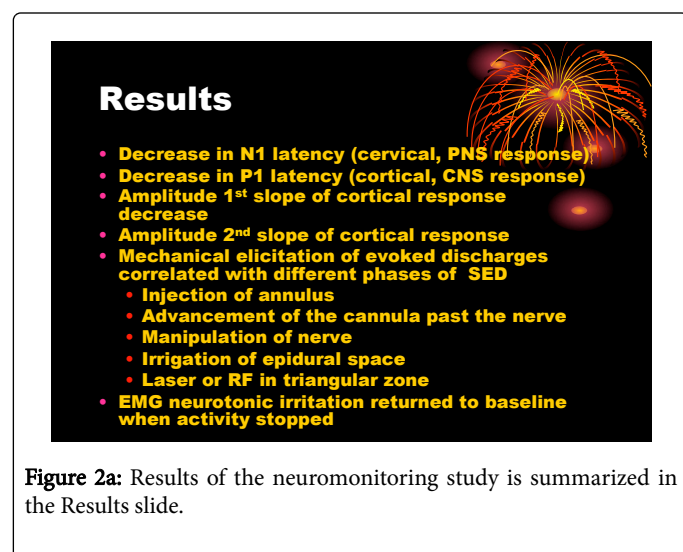 Results
• Decrease in N1 latency (cervical, PNS response)
• Decrease in P1 latency (cortical, CNS response)
• Amplitude 1st slope of cortical response
decrease
• Amplitude 2nd slope of cortical response
• Mechanical elicitation of evoked discharges
correlated with different phases of SED
• Injection of annulus
• Advancement of the cannula past the nerve
• Manipulation of nerve
• Irrigation of epidural space
• Laser or RF in triangular zone
• EMG neurotonic irritation returned to baseline
when activity stopped
Figure 2a: Results of the neuromonitoring study is summarized in
the Results slide.